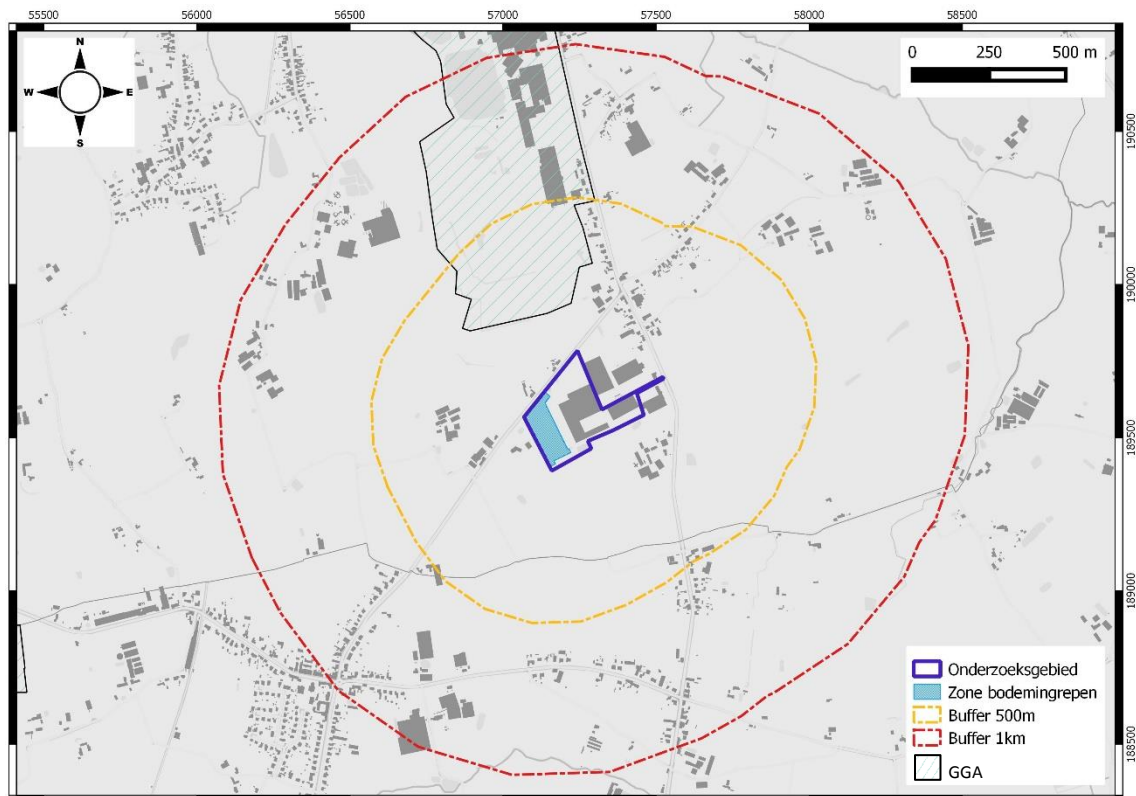 55500 56000 56500 57000 57500 58000 58500
N
W E
S
0 250 500 m
190500
190000
189500
189000
188500
Onderzoeksgebied
Zone bodemingrepen
Buffer 500m
Buffer 1km
GGA